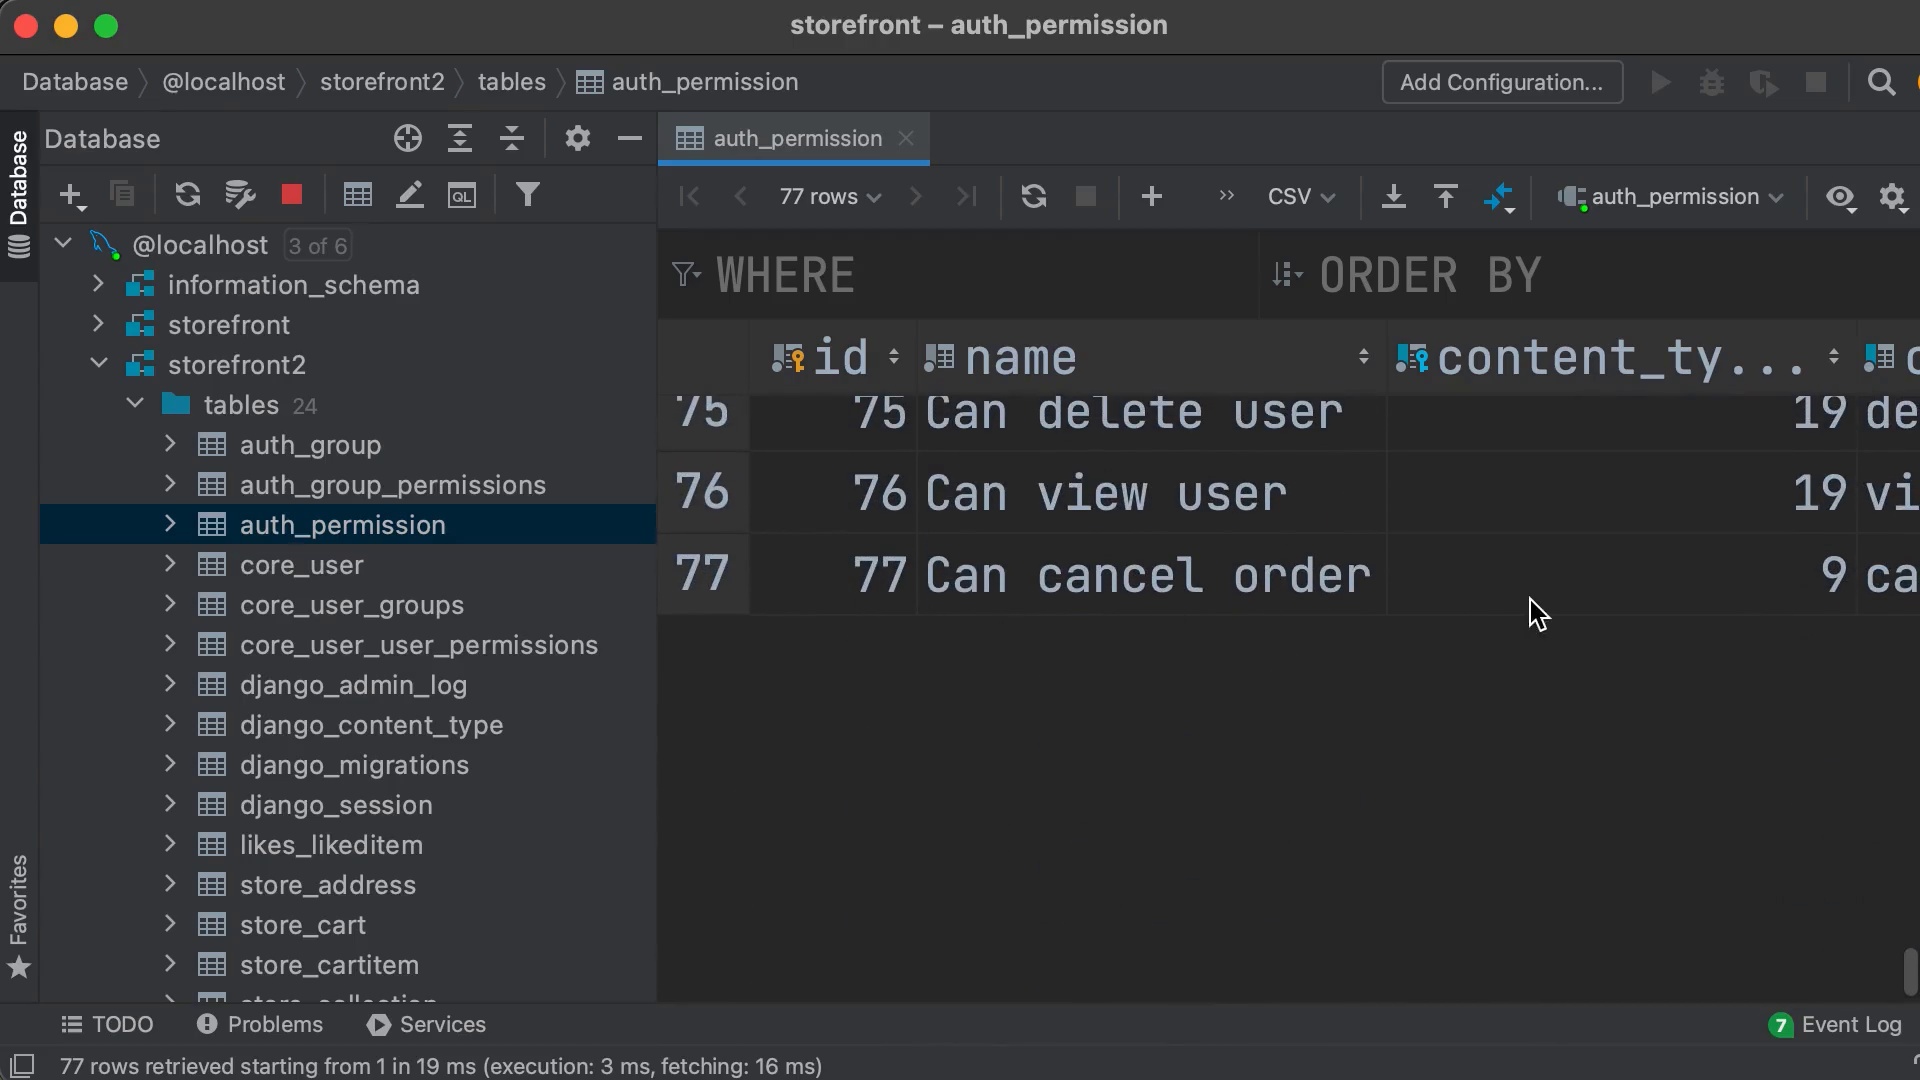 storefront – auth_permission
Database @localhost storefront2 tables auth_permission
Add Configuration...
Database
Database
auth_permission
77 rows
CSV
auth_permission
@localhost 3 of 6
information_schema
storefront
storefront2
tables 24
auth_group
auth_group_permissions
auth_permission
core_user
core_user_groups
core_user_user_permissions
django_admin_log
django_content_type
django_migrations
django_session
likes_likeditem
store_address
store_cart
store_cartitem
WHERE
ORDER BY
id name content_ty... c
75 75 Can delete user 19 de
76 76 Can view user 19 vi
77 77 Can cancel order 9 ca
Favorites
TODO Problems Services
7 Event Log
77 rows retrieved starting from 1 in 19 ms (execution: 3 ms, fetching: 16 ms)